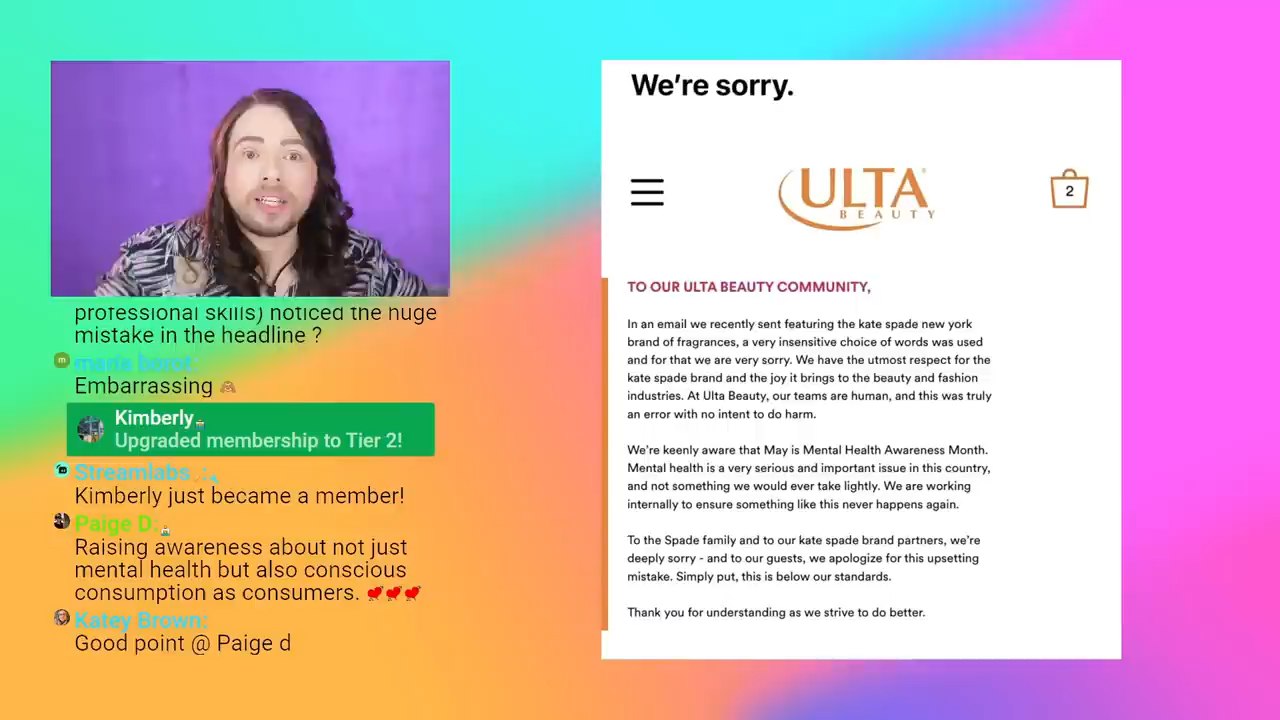 professional skills) noticed the huge
mistake in the headline ?
m
maris borot:
Embarrassing 🙈
Kimberly
Upgraded membership to Tier 2!
Streamlabs :
Kimberly just became a member!
Paige D:
Raising awareness about not just
mental health but also conscious
consumption as consumers. 💘💘💘
Katey Brown:
Good point @ Paige d
We're sorry.
ULTA
BEAUTY
2
TO OUR ULTA BEAUTY COMMUNITY,
In an email we recently sent featuring the kate spade new york
brand of fragrances, a very insensitive choice of words was used
and for that we are very sorry. We have the utmost respect for the
kate spade brand and the joy it brings to the beauty and fashion
industries. At Ulta Beauty, our teams are human, and this was truly
an error with no intent to do harm.
We're keenly aware that May is Mental Health Awareness Month.
Mental health is a very serious and important issue in this country,
and not something we would ever take lightly. We are working
internally to ensure something like this never happens again.
To the Spade family and to our kate spade brand partners, we're
deeply sorry - and to our guests, we apologize for this upsetting
mistake. Simply put, this is below our standards.
Thank you for understanding as we strive to do better.